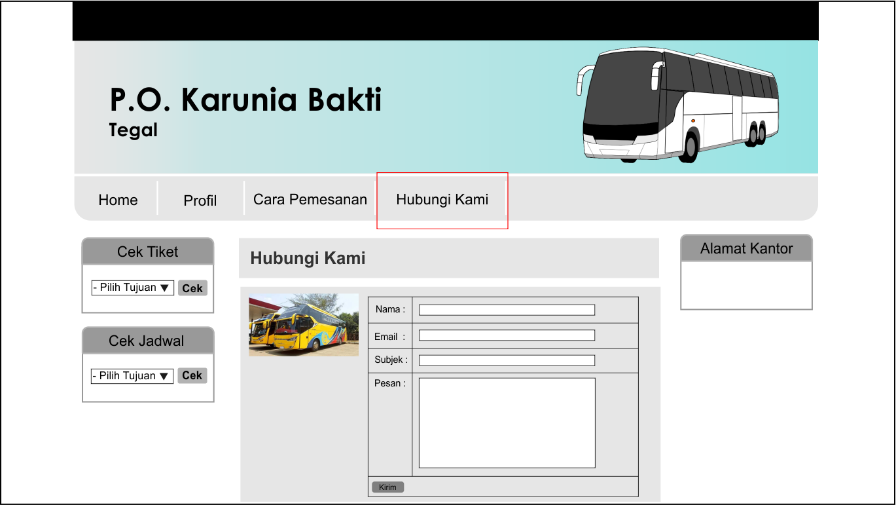 P.O. Karunia Bakti
Tegal
Home
Profil
Cara Pemesanan
Hubungi Kami
Cek Tiket
- Pilih Tujuan ▼
Cek
Cek Jadwal
- Pilih Tujuan ▼
Cek
Hubungi Kami
Nama :
Email :
Subjek :
Pesan :
Kirim
Alamat Kantor